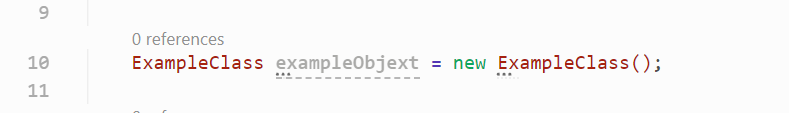 9
0 references
10 ExampleClass exampleObjext = new ExampleClass();
11